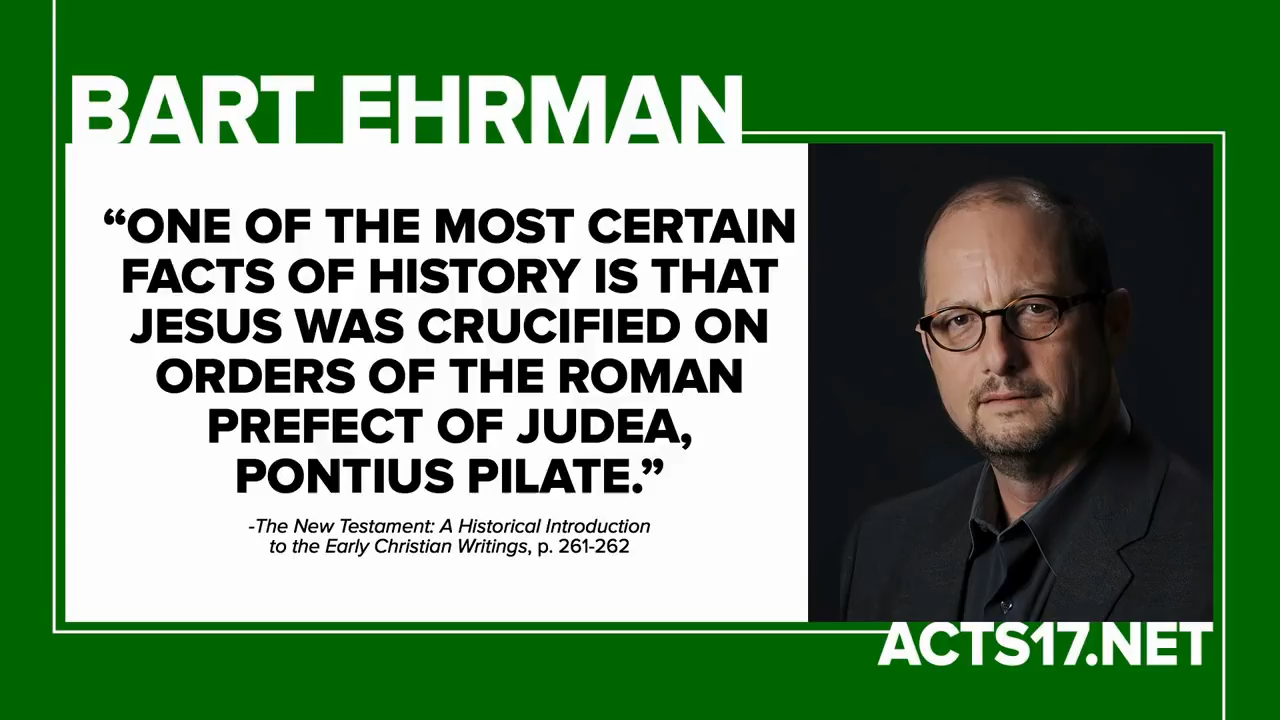 BART EHRMAN
“ONE OF THE MOST CERTAIN
FACTS OF HISTORY IS THAT
JESUS WAS CRUCIFIED ON
ORDERS OF THE ROMAN
PREFECT OF JUDEA,
PONTIUS PILATE.”
-The New Testament: A Historical Introduction
to the Early Christian Writings, p. 261-262
ACTS17.NET